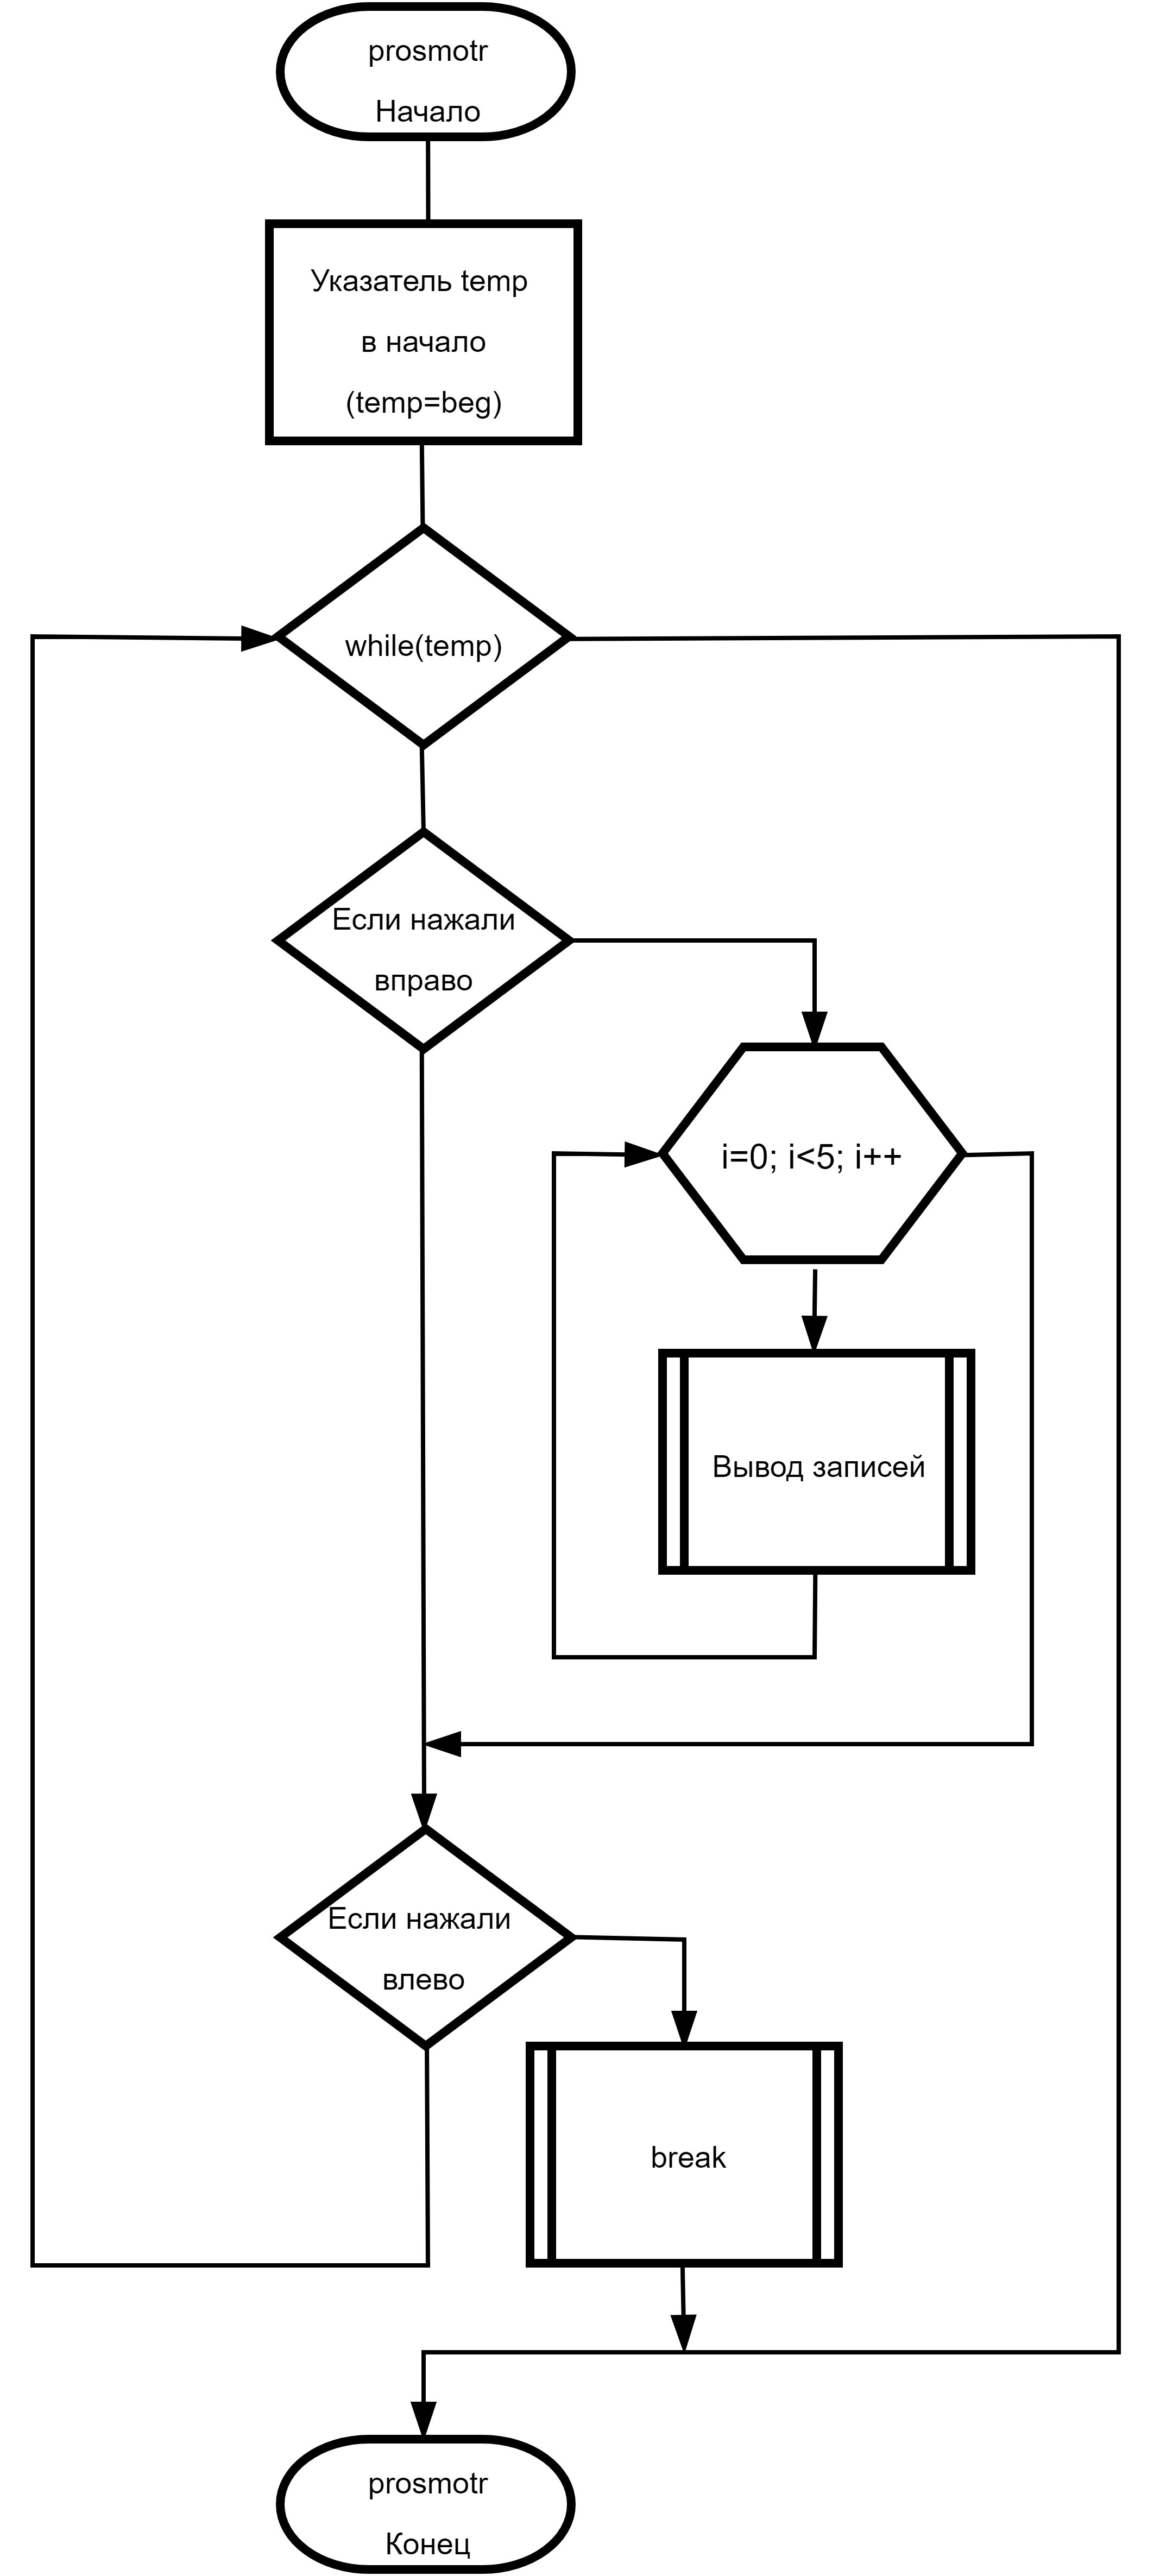 prosmotr
Начало
Указатель temp
в начало
(temp=beg)
while(temp)
Если нажали
вправо
i=0; i<5; i++
Вывод записей
Если нажали
влево
break
prosmotr
Конец